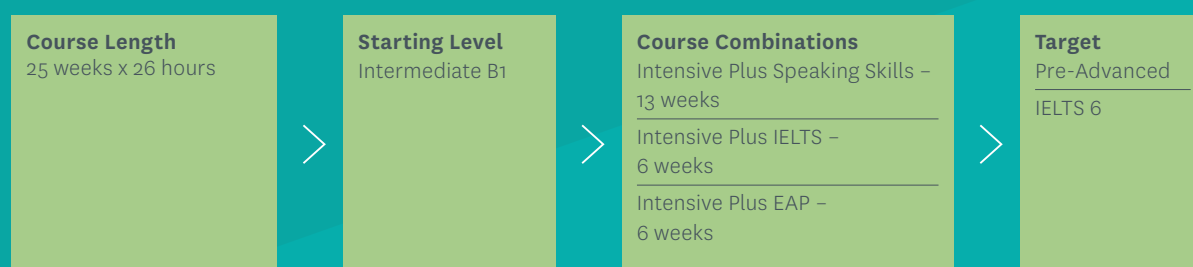 Course Length
25 weeks x 26 hours
Starting Level
Intermediate B1
Course Combinations
Intensive Plus Speaking Skills –
13 weeks
Intensive Plus IELTS –
6 weeks
Intensive Plus EAP –
6 weeks
Target
Pre-Advanced
IELTS 6